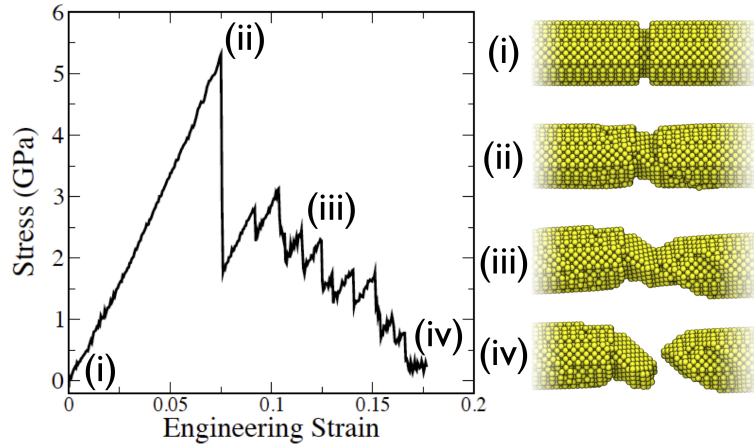 6
5
4
3
2
1
0
Stress (GPa)
(i)
(ii)
(iii)
(iv)
0
0.05
0.1
0.15
0.2
Engineering Strain
(i)
(ii)
(iii)
(iv)